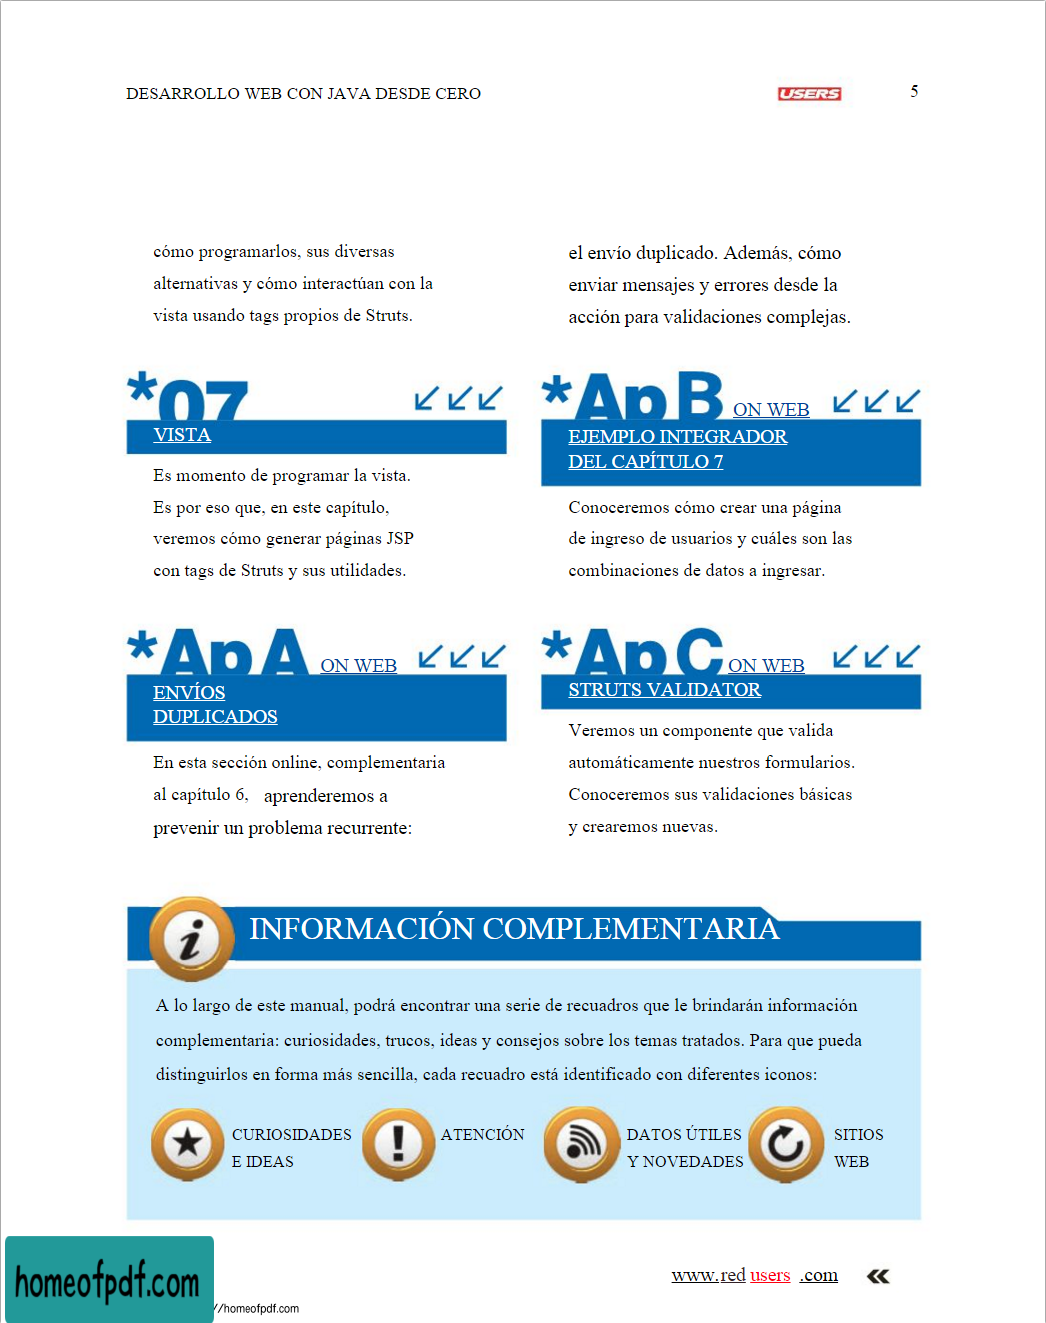 DESARROLLO WEB CON JAVA DESDE CERO
USERS
5
cómo programarlos, sus diversas
alternativas y cómo interactúan con la
vista usando tags propios de Struts.
*07
VISTA
Es momento de programar la vista.
Es por eso que, en este capítulo,
veremos cómo generar páginas JSP
con tags de Struts y sus utilidades.
*Ap A ON WEB
ENVÍOS
DUPLICADOS
En esta sección online, complementaria
al capítulo 6, aprenderemos a
prevenir un problema recurrente:
el envío duplicado. Además, cómo
enviar mensajes y errores desde la
acción para validaciones complejas.
*Ap B ON WEB
EJEMPLO INTEGRADOR
DEL CAPÍTULO 7
Conoceremos cómo crear una página
de ingreso de usuarios y cuáles son las
combinaciones de datos a ingresar.
*Ap C ON WEB
STRUTS VALIDATOR
Veremos un componente que valida
automáticamente nuestros formularios.
Conoceremos sus validaciones básicas
y crearemos nuevas.
INFORMACIÓN COMPLEMENTARIA
A lo largo de este manual, podrá encontrar una serie de recuadros que le brindarán información
complementaria: curiosidades, trucos, ideas y consejos sobre los temas tratados. Para que pueda
distinguirlos en forma más sencilla, cada recuadro está identificado con diferentes iconos:
CURIOSIDADES
E IDEAS
ATENCIÓN
DATOS ÚTILES
Y NOVEDADES
SITIOS
WEB
www.red users .com
homeofpdf.com
//homeofpdf.com